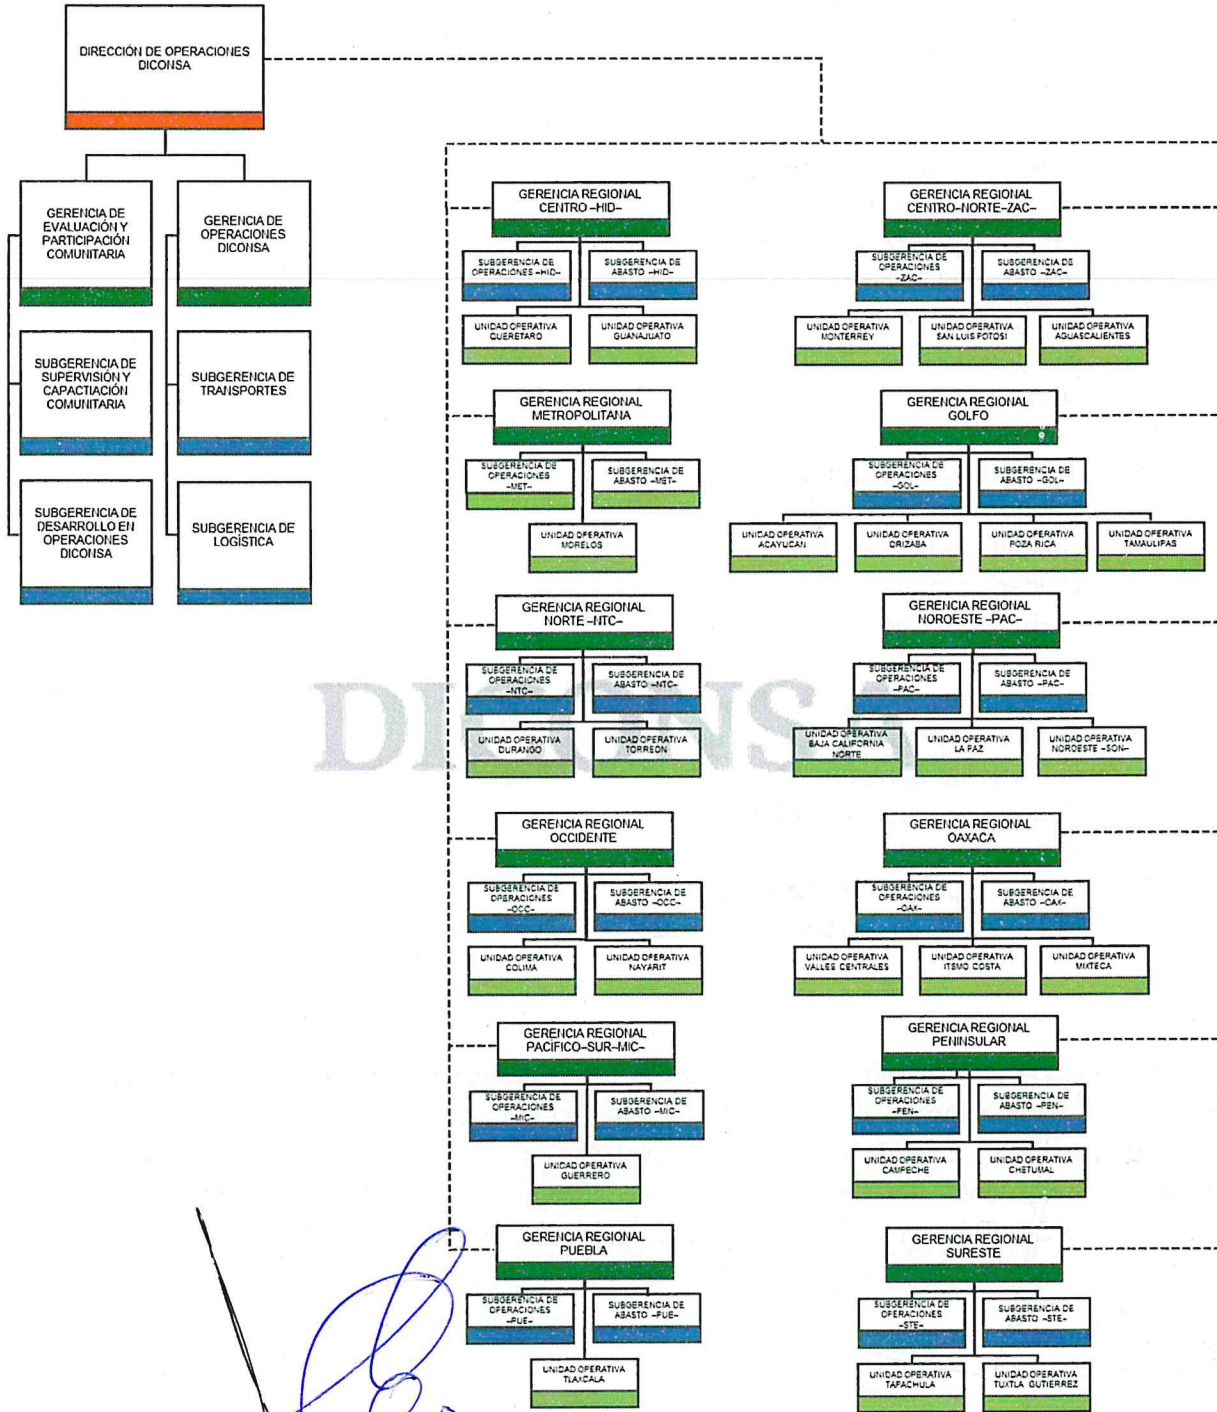 DIRECCIÓN DE OPERACIONES
DICONSA
GERENCIA DE
EVALUACIÓN Y
PARTICIPACIÓN
COMUNITARIA
GERENCIA DE
OPERACIONES
DICONSA
SUBGERENCIA DE
SUPERVISIÓN Y
CAPACTIACIÓN
COMUNITARIA
SUBGERENCIA DE
TRANSPORTES
SUBGERENCIA DE
DESARROLLO EN
OPERACIONES
DICONSA
SUBGERENCIA DE
LOGÍSTICA
GERENCIA REGIONAL
CENTRO –HID–
SUBGERENCIA DE
OPERACIONES –HID–
SUBGERENCIA DE
ABASTO –HID–
UNIDAD OPERATIVA
QUERETARO
UNIDAD OPERATIVA
GUANAJUATO
GERENCIA REGIONAL
CENTRO–NORTE–ZAC–
SUBGERENCIA DE
OPERACIONES
–ZAC–
SUBGERENCIA DE
ABASTO –ZAC–
UNIDAD OPERATIVA
MONTERREY
UNIDAD OPERATIVA
SAN LUIS POTOSI
UNIDAD OPERATIVA
AGUASCALIENTES
GERENCIA REGIONAL
METROPOLITANA
SUBGERENCIA DE
OPERACIONES
–MET–
SUBGERENCIA DE
ABASTO –MET–
UNIDAD OPERATIVA
MORELOS
GERENCIA REGIONAL
GOLFO
SUBGERENCIA DE
OPERACIONES
–GOL–
SUBGERENCIA DE
ABASTO –GOL–
UNIDAD OPERATIVA
ACAYUCAN
UNIDAD OPERATIVA
ORIZABA
UNIDAD OPERATIVA
POZA RICA
UNIDAD OPERATIVA
TAMAULIPAS
GERENCIA REGIONAL
NORTE –NTC–
SUBGERENCIA DE
OPERACIONES
–NTC–
SUBGERENCIA DE
ABASTO –NTC–
UNIDAD OPERATIVA
DURANGO
UNIDAD OPERATIVA
TORREON
GERENCIA REGIONAL
NOROESTE –PAC–
SUBGERENCIA DE
OPERACIONES
–PAC–
SUBGERENCIA DE
ABASTO –PAC–
UNIDAD OPERATIVA
BAJA CALIFORNIA
NORTE
UNIDAD OPERATIVA
LA PAZ
UNIDAD OPERATIVA
NOROESTE –SON–
DICONSA
GERENCIA REGIONAL
OCCIDENTE
SUBGERENCIA DE
OPERACIONES
–OCC–
SUBGERENCIA DE
ABASTO –OCC–
UNIDAD OPERATIVA
COLIMA
UNIDAD OPERATIVA
NAYARIT
GERENCIA REGIONAL
OAXACA
SUBGERENCIA DE
OPERACIONES
–OAX–
SUBGERENCIA DE
ABASTO –OAX–
UNIDAD OPERATIVA
VALLES CENTRALES
UNIDAD OPERATIVA
ITSMO COSTA
UNIDAD OPERATIVA
MIXTECA
GERENCIA REGIONAL
PACÍFICO–SUR–MIC–
SUBGERENCIA DE
OPERACIONES
–MIC–
SUBGERENCIA DE
ABASTO –MIC–
UNIDAD OPERATIVA
GUERRERO
GERENCIA REGIONAL
PENINSULAR
SUBGERENCIA DE
OPERACIONES
–PEN–
SUBGERENCIA DE
ABASTO –PEN–
UNIDAD OPERATIVA
CAMPECHE
UNIDAD OPERATIVA
CHETUMAL
GERENCIA REGIONAL
PUEBLA
SUBGERENCIA DE
OPERACIONES
–PUE–
SUBGERENCIA DE
ABASTO –PUE–
UNIDAD OPERATIVA
TLAXCALA
GERENCIA REGIONAL
SURESTE
SUBGERENCIA DE
OPERACIONES
–STE–
SUBGERENCIA DE
ABASTO –STE–
UNIDAD OPERATIVA
TAPACHULA
UNIDAD OPERATIVA
TUXTLA GUTIERREZ